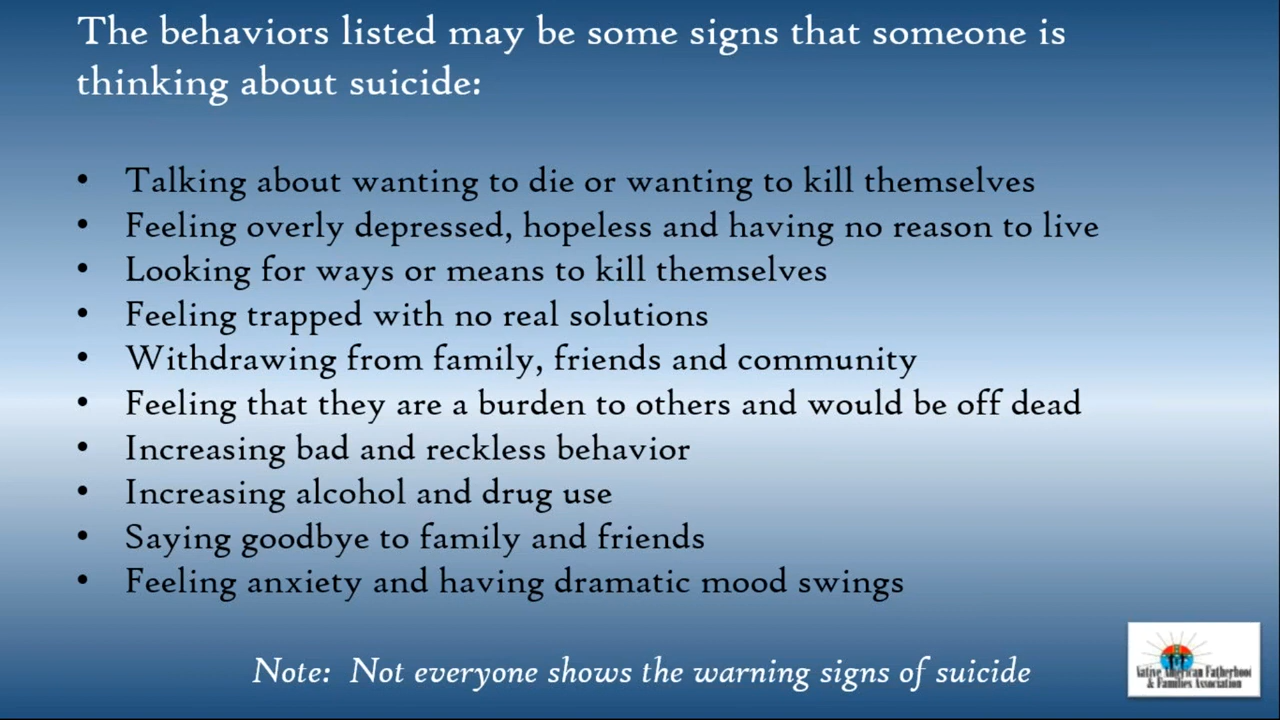 The behaviors listed may be some signs that someone is
thinking about suicide:
• Talking about wanting to die or wanting to kill themselves
• Feeling overly depressed, hopeless and having no reason to live
• Looking for ways or means to kill themselves
• Feeling trapped with no real solutions
• Withdrawing from family, friends and community
• Feeling that they are a burden to others and would be off dead
• Increasing bad and reckless behavior
• Increasing alcohol and drug use
• Saying goodbye to family and friends
• Feeling anxiety and having dramatic mood swings
Note: Not everyone shows the warning signs of suicide
Native American Fatherhood
& Families Association